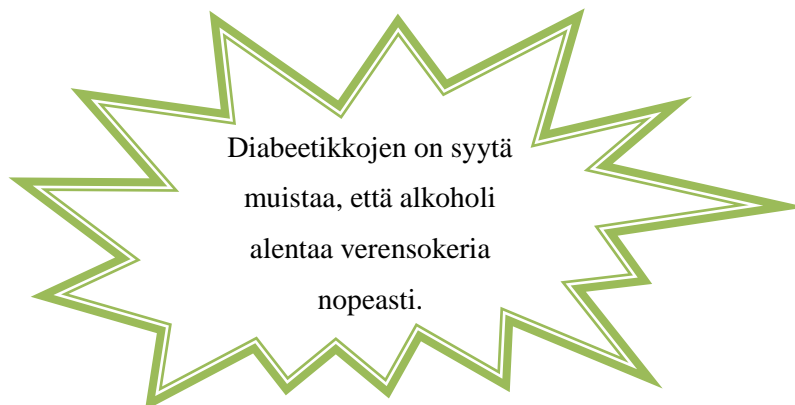 Diabeetikkojen on syytä
muistaa, että alkoholi
alentaa verensokeria
nopeasti.